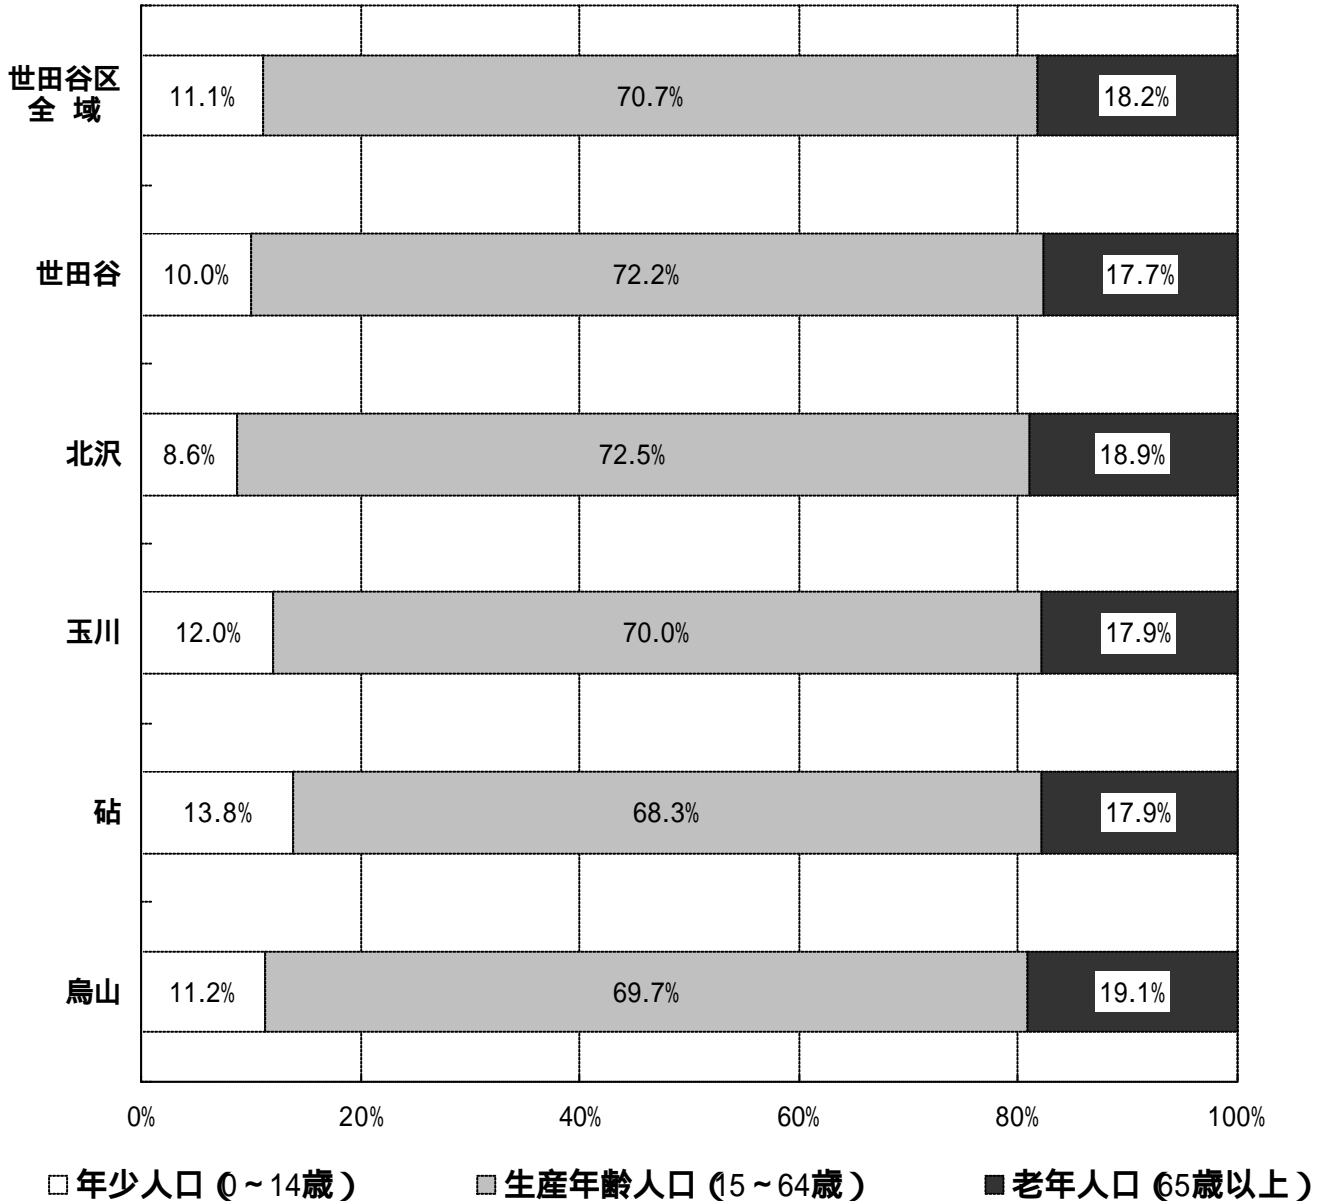 世田谷区
全 域
11.1% 70.7% 18.2%
世田谷 10.0% 72.2% 17.7%
北沢 8.6% 72.5% 18.9%
玉川 12.0% 70.0% 17.9%
砧 13.8% 68.3% 17.9%
烏山 11.2% 69.7% 19.1%
0% 20% 40% 60% 80% 100%
年少人口(0~14歳) 生産年齢人口(15~64歳) 老年人口(65歳以上)